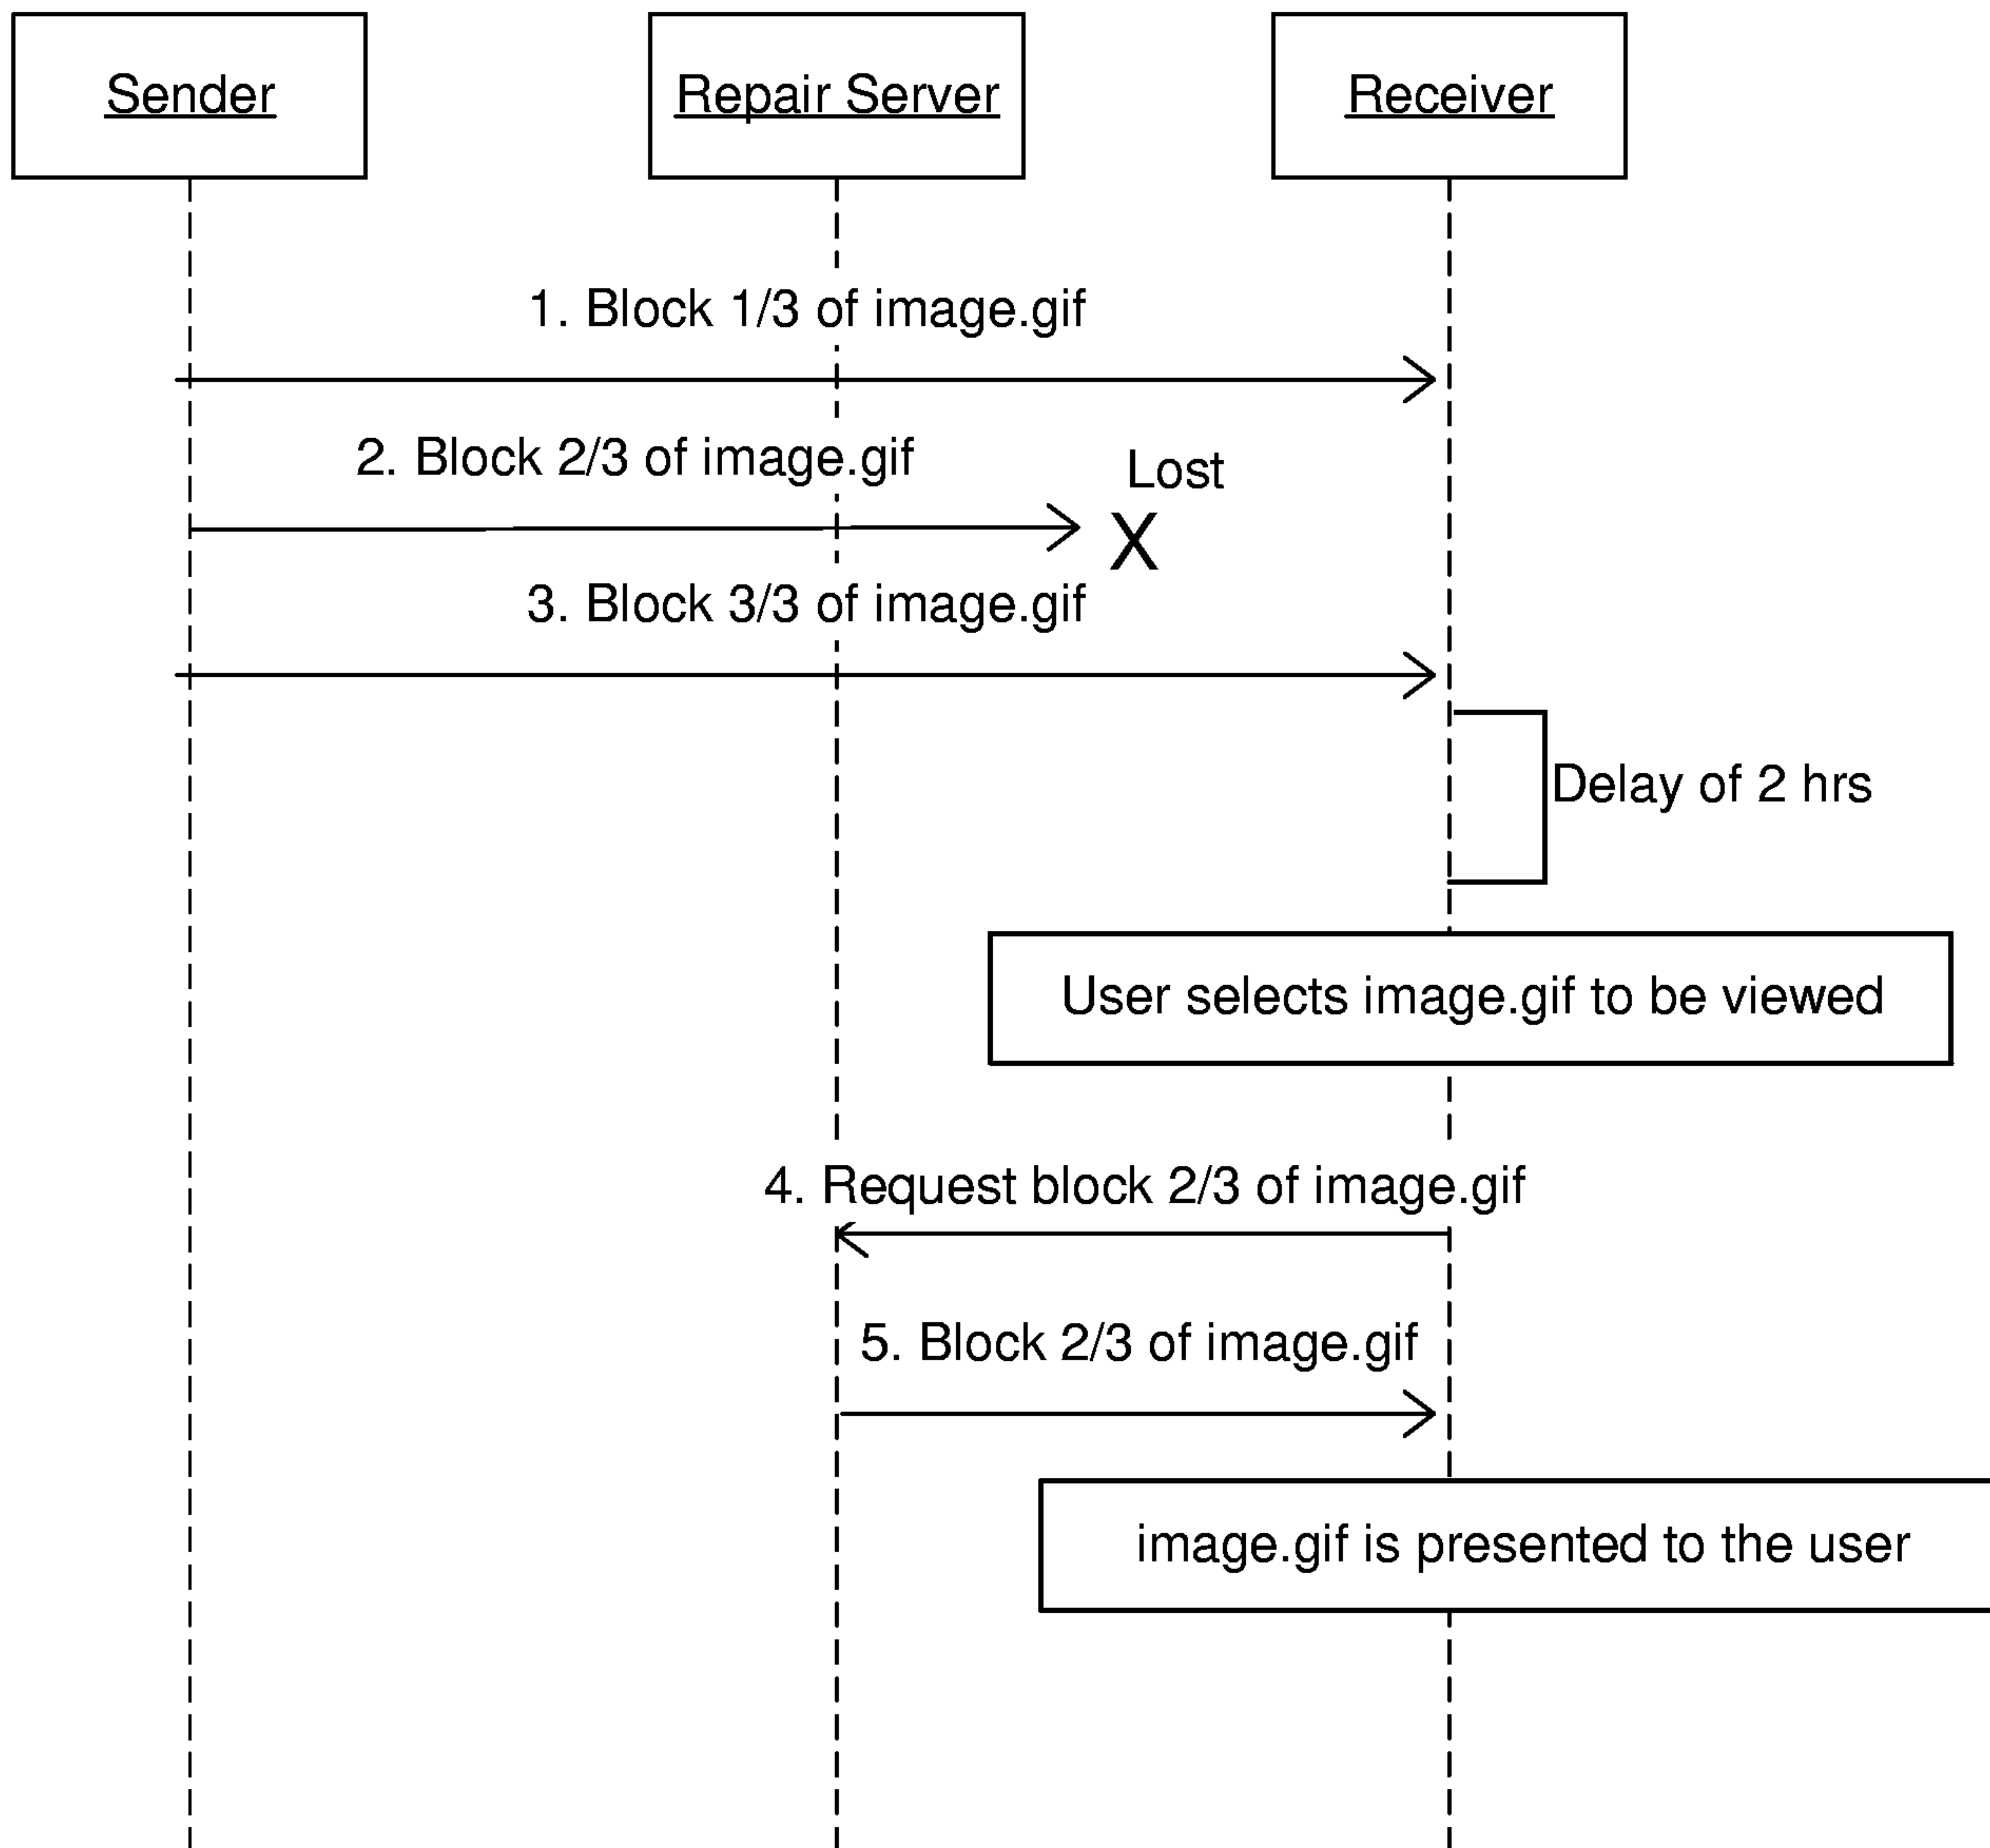 Sender
Repair Server
Receiver
1. Block 1/3 of image.gif
2. Block 2/3 of image.gif
Lost
X
3. Block 3/3 of image.gif
Delay of 2 hrs
User selects image.gif to be viewed
4. Request block 2/3 of image.gif
5. Block 2/3 of image.gif
image.gif is presented to the user